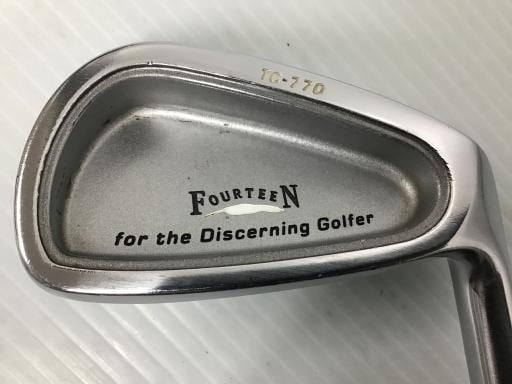 TC-770
FOURTEEN
for the Discerning Golfer